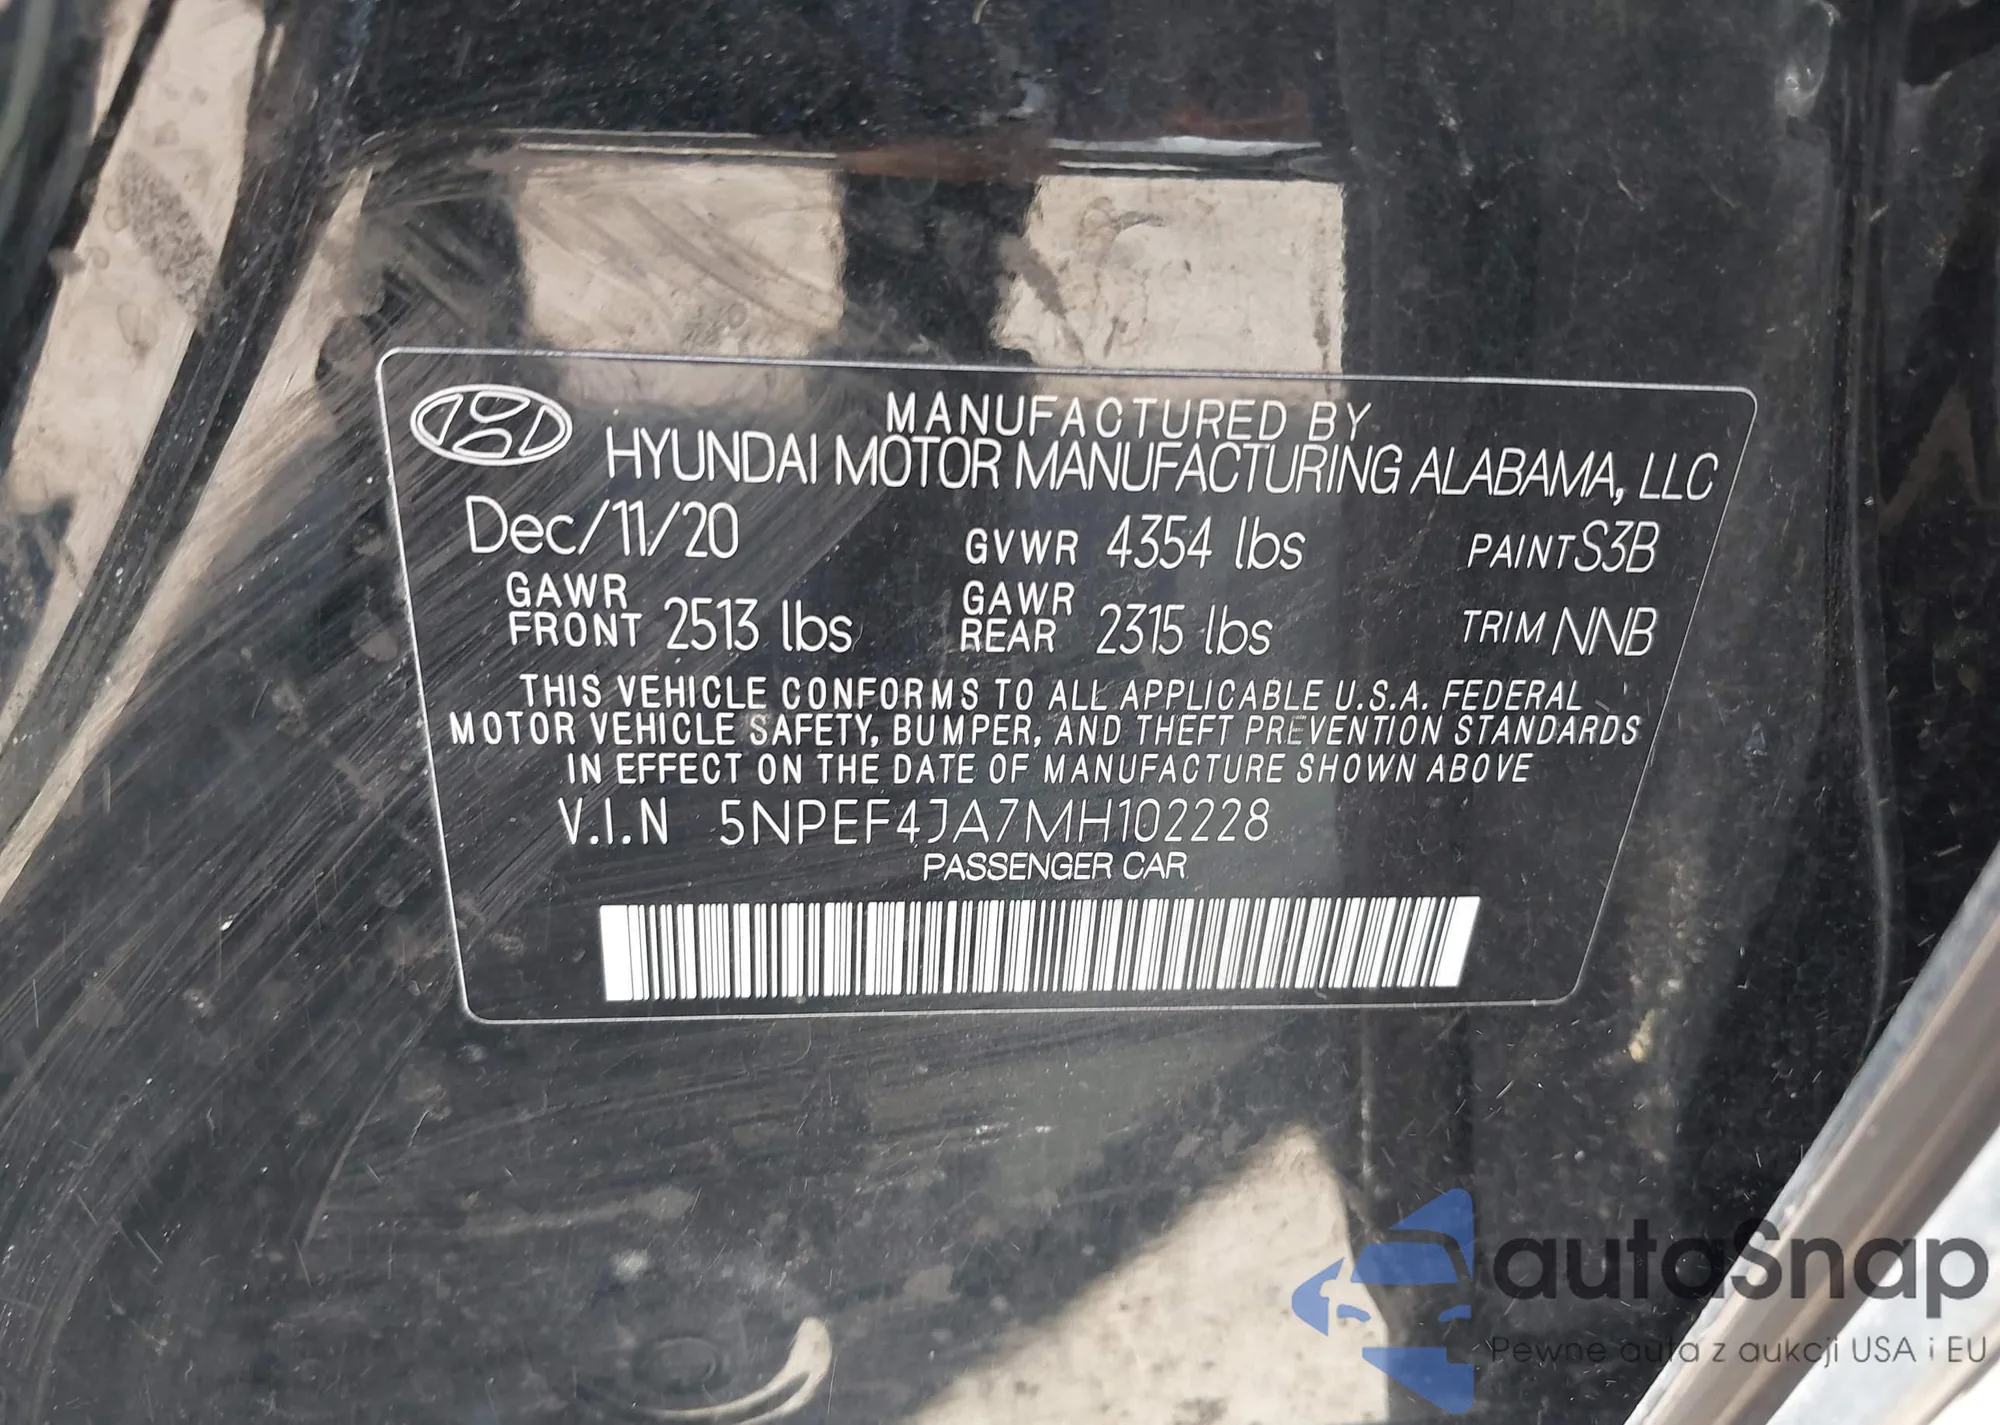 MANUFACTURED BY
HYUNDAI MOTOR MANUFACTURING ALABAMA, LLC
Dec/11/20 GVWR 4354 lbs PAINT S3B
GAWR FRONT 2513 lbs GAWR REAR 2315 lbs TRIM NNB
THIS VEHICLE CONFORMS TO ALL APPLICABLE U.S.A. FEDERAL
MOTOR VEHICLE SAFETY, BUMPER, AND THEFT PREVENTION STANDARDS
IN EFFECT ON THE DATE OF MANUFACTURE SHOWN ABOVE
V.I.N 5NPEF4JA7MH102228
PASSENGER CAR
autaSnap
Pewne auta z aukcji USA i EU